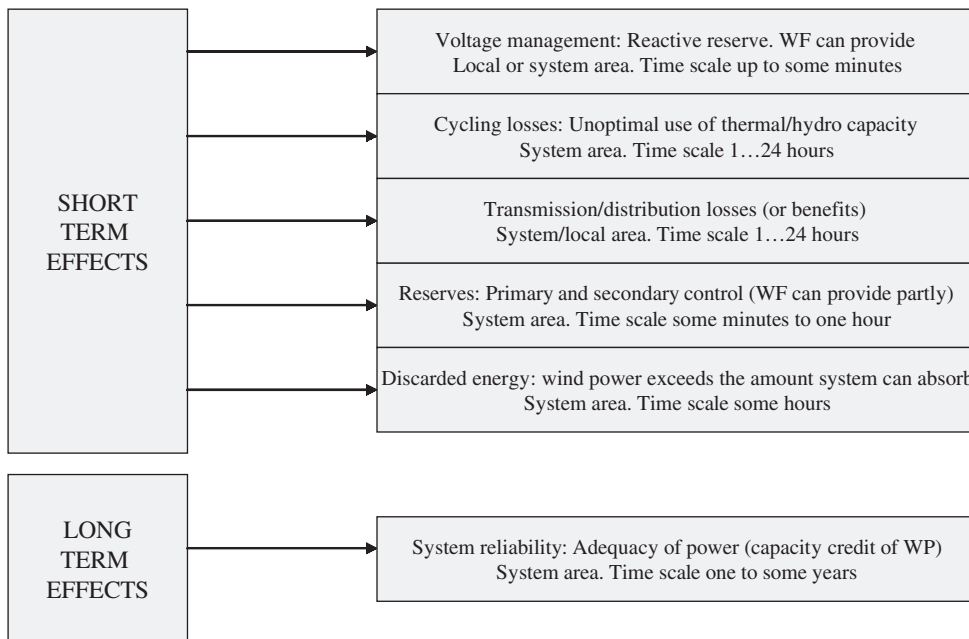 SHORT
TERM
EFFECTS
Voltage management: Reactive reserve. WF can provide
Local or system area. Time scale up to some minutes
Cycling losses: Unoptimal use of thermal/hydro capacity
System area. Time scale 1…24 hours
Transmission/distribution losses (or benefits)
System/local area. Time scale 1…24 hours
Reserves: Primary and secondary control (WF can provide partly)
System area. Time scale some minutes to one hour
Discarded energy: wind power exceeds the amount system can absorb
System area. Time scale some hours
LONG
TERM
EFFECTS
System reliability: Adequacy of power (capacity credit of WP)
System area. Time scale one to some years